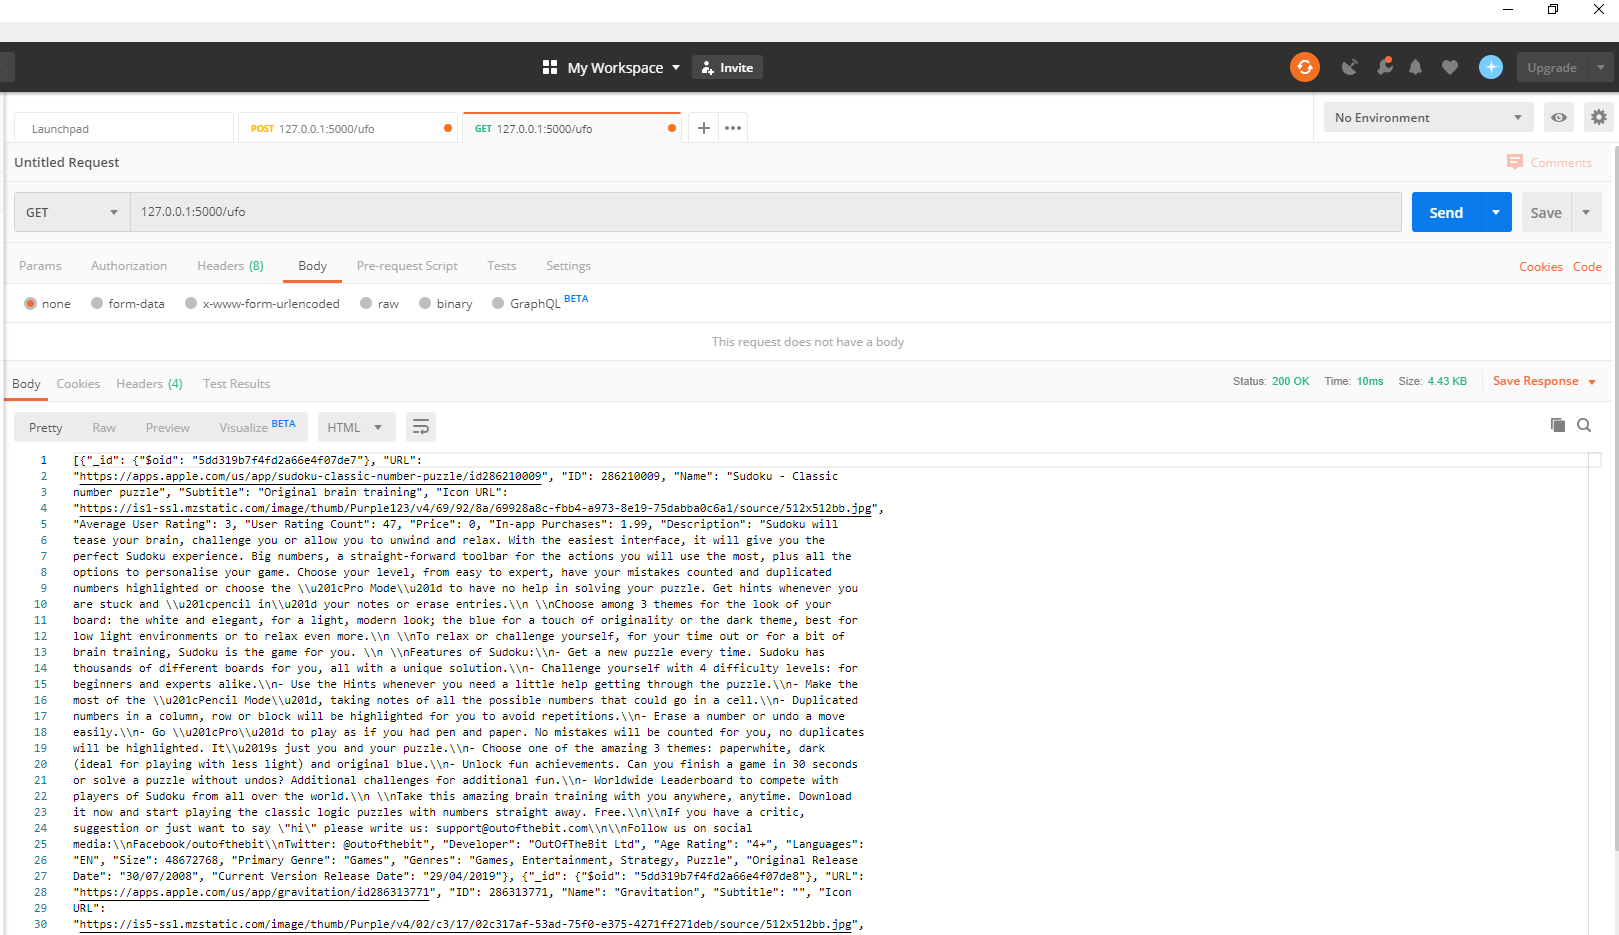 My Workspace
Invite
Upgrade
Launchpad
POST 127.0.0.1:5000/ufo
GET 127.0.0.1:5000/ufo
No Environment
Untitled Request
Comments
GET
127.0.0.1:5000/ufo
Send
Save
Params Authorization Headers (8) Body Pre-request Script Tests Settings
Cookies Code
none form-data x-www-form-urlencoded raw binary GraphQL BETA
This request does not have a body
Body Cookies Headers (4) Test Results
Status: 200 OK Time: 10ms Size: 4.43 KB Save Response
Pretty Raw Preview Visualize BETA HTML
1 [{"_id": {"$oid": "5dd319b7f4fd2a66e4f07de7"}, "URL":
2 "https://apps.apple.com/us/app/sudoku-classic-number-puzzle/id286210009", "ID": 286210009, "Name": "Sudoku - Classic
3 number puzzle", "Subtitle": "Original brain training", "Icon URL":
4 "https://is1-ssl.mzstatic.com/image/thumb/Purple123/v4/69/92/8a/69928a8c-fbb4-a973-8e19-75dabba0c6a1/source/512x512bb.jpg",
5 "Average User Rating": 3, "User Rating Count": 47, "Price": 0, "In-app Purchases": 1.99, "Description": "Sudoku will
6 tease your brain, challenge you or allow you to unwind and relax. With the easiest interface, it will give you the
7 perfect Sudoku experience. Big numbers, a straight-forward toolbar for the actions you will use the most, plus all the
8 options to personalise your game. Choose your level, from easy to expert, have your mistakes counted and duplicated
9 numbers highlighted or choose the \\u201cPro Mode\\u201d to have no help in solving your puzzle. Get hints whenever you
10 are stuck and \\u201cpencil in\\u201d your notes or erase entries.\\n \\nChoose among 3 themes for the look of your
11 board: the white and elegant, for a light, modern look; the blue for a touch of originality or the dark theme, best for
12 low light environments or to relax even more.\\n \\nTo relax or challenge yourself, for your time out or for a bit of
13 brain training, Sudoku is the game for you. \\n \\nFeatures of Sudoku:\\n- Get a new puzzle every time. Sudoku has
14 thousands of different boards for you, all with a unique solution.\\n- Challenge yourself with 4 difficulty levels: for
15 beginners and experts alike.\\n- Use the Hints whenever you need a little help getting through the puzzle.\\n- Make the
16 most of the \\u201cPencil Mode\\u201d, taking notes of all the possible numbers that could go in a cell.\\n- Duplicated
17 numbers in a column, row or block will be highlighted for you to avoid repetitions.\\n- Erase a number or undo a move
18 easily.\\n- Go \\u201cPro\\u201d to play as if you had pen and paper. No mistakes will be counted for you, no duplicates
19 will be highlighted. It\\u2019s just you and your puzzle.\\n- Choose one of the amazing 3 themes: paperwhite, dark
20 (ideal for playing with less light) and original blue.\\n- Unlock fun achievements. Can you finish a game in 30 seconds
21 or solve a puzzle without undos? Additional challenges for additional fun.\\n- Worldwide Leaderboard to compete with
22 players of Sudoku from all over the world.\\n \\nTake this amazing brain training with you anywhere, anytime. Download
23 it now and start playing the classic logic puzzles with numbers straight away. Free.\\n\\nIf you have a critic,
24 suggestion or just want to say \"hi\" please write us: support@outofthebit.com\\n\\nFollow us on social
25 media:\\nFacebook/outofthebit\\nTwitter: @outofthebit", "Developer": "OutOfTheBit Ltd", "Age Rating": "4+", "Languages":
26 "EN", "Size": 48672768, "Primary Genre": "Games", "Genres": "Games, Entertainment, Strategy, Puzzle", "Original Release
27 Date": "30/07/2008", "Current Version Release Date": "29/04/2019"}, {"_id": {"$oid": "5dd319b7f4fd2a66e4f07de8"}, "URL":
28 "https://apps.apple.com/us/app/gravitation/id286313771", "ID": 286313771, "Name": "Gravitation", "Subtitle": "", "Icon
29 URL":
30 "https://is5-ssl.mzstatic.com/image/thumb/Purple/v4/02/c3/17/02c317af-53ad-75f0-e375-4271ff271deb/source/512x512bb.jpg",